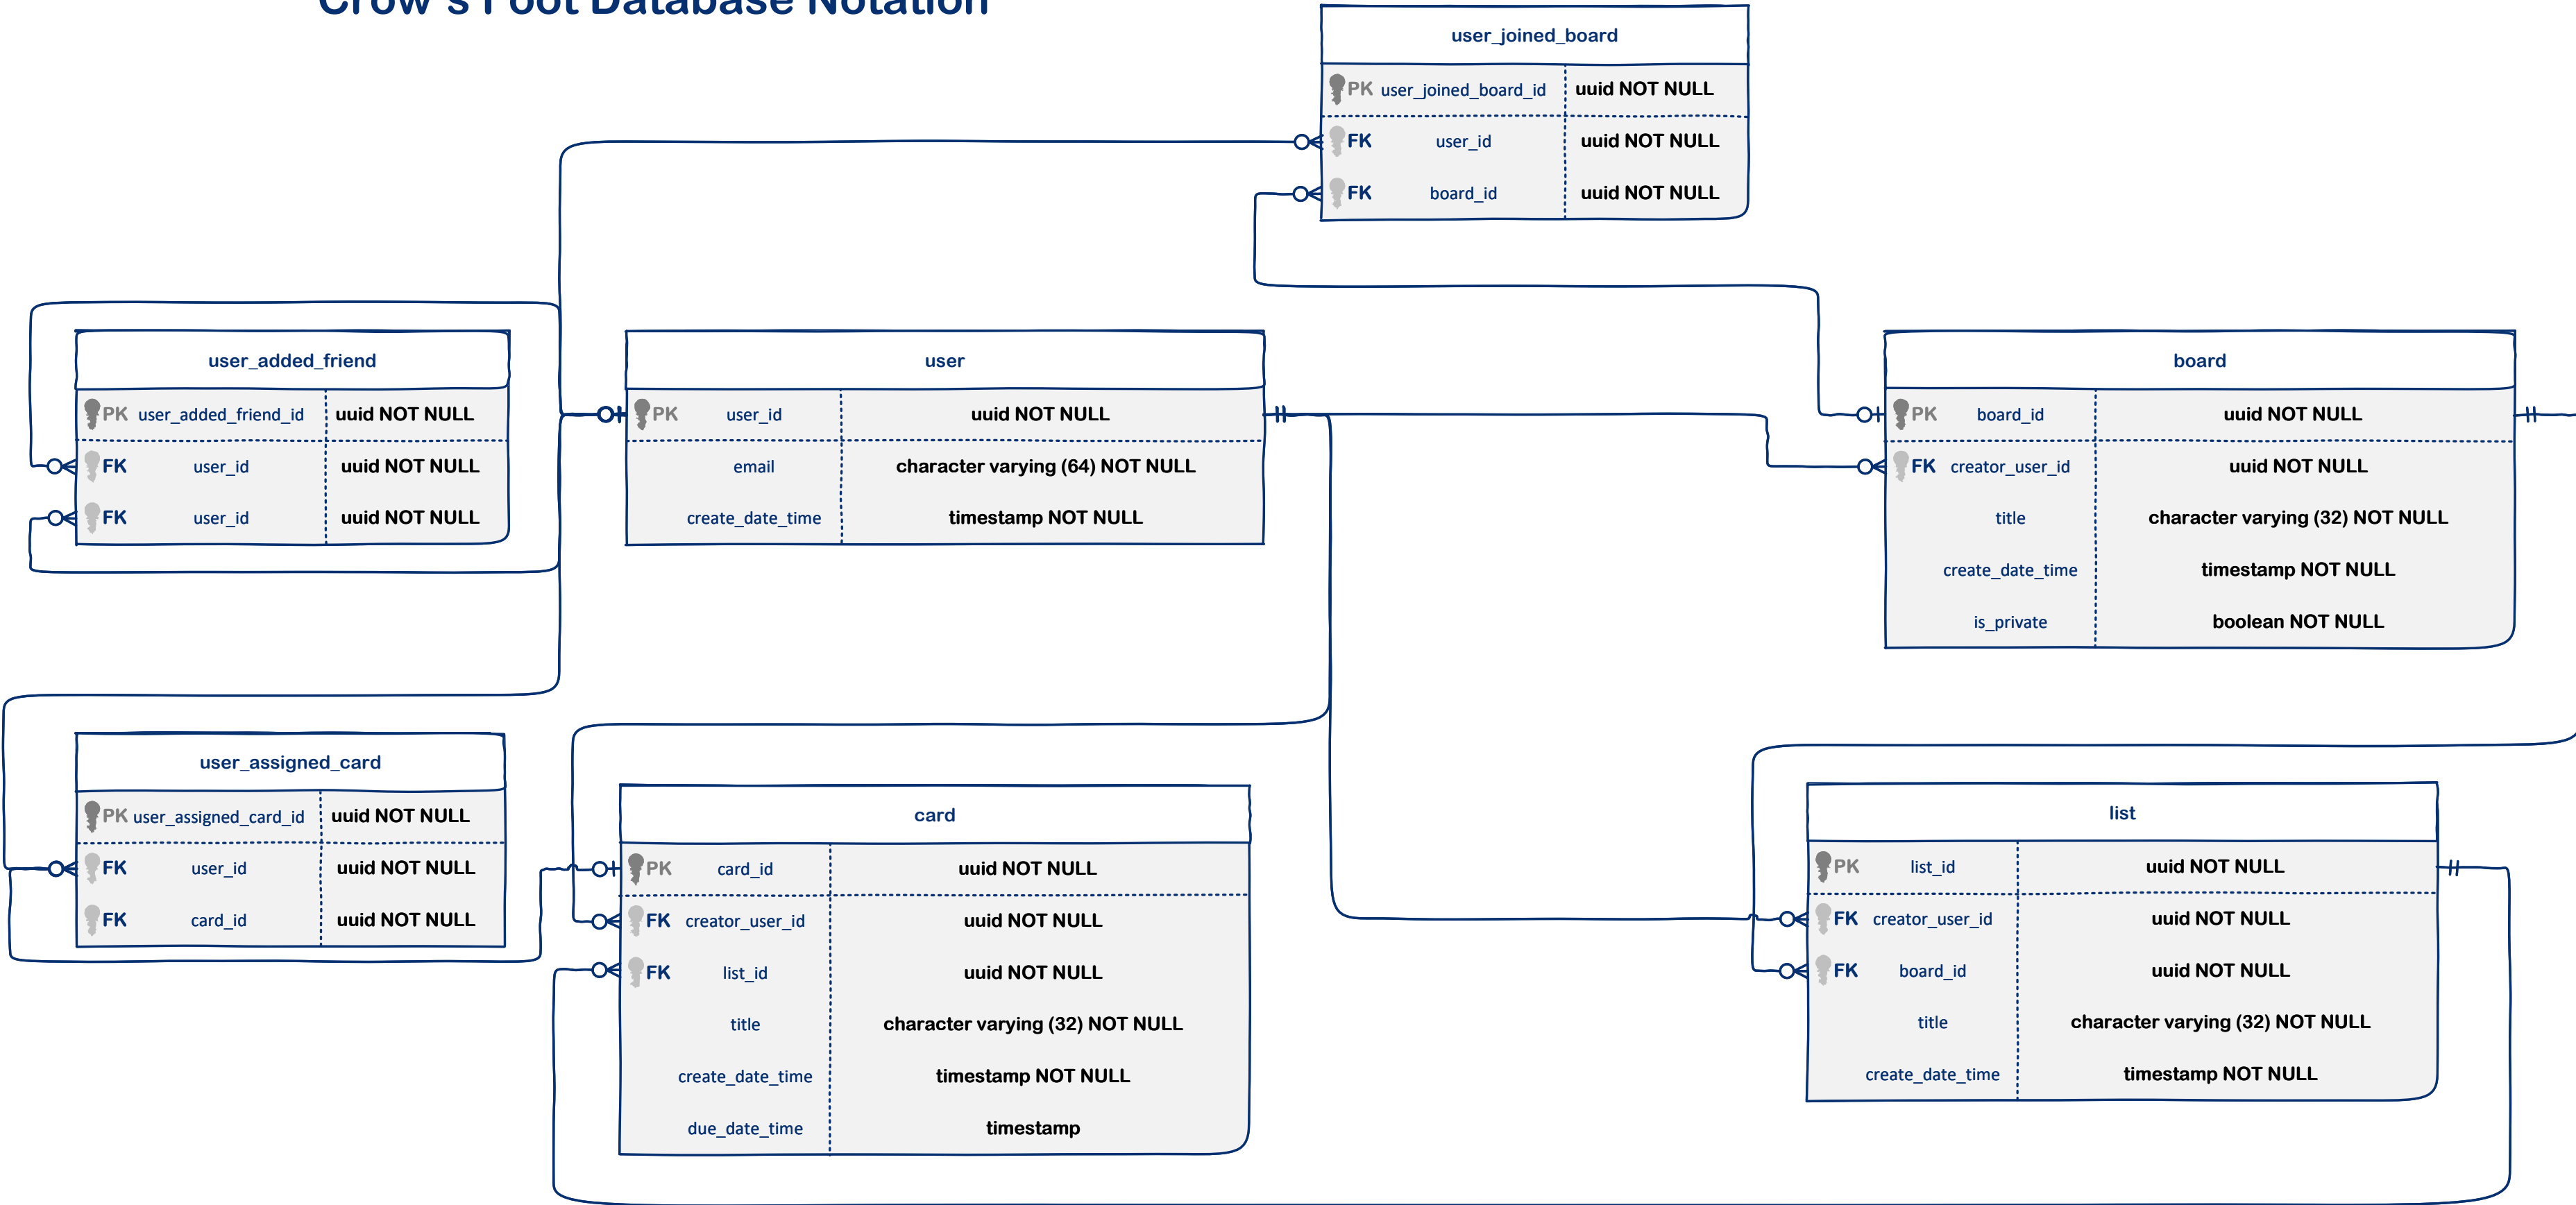 Crow's Foot Database Notation
user_joined_board
PK user_joined_board_id uuid NOT NULL
FK user_id uuid NOT NULL
FK board_id uuid NOT NULL
user_added_friend
PK user_added_friend_id uuid NOT NULL
FK user_id uuid NOT NULL
FK user_id uuid NOT NULL
user
PK user_id uuid NOT NULL
email character varying (64) NOT NULL
create_date_time timestamp NOT NULL
board
PK board_id uuid NOT NULL
FK creator_user_id uuid NOT NULL
title character varying (32) NOT NULL
create_date_time timestamp NOT NULL
is_private boolean NOT NULL
user_assigned_card
PK user_assigned_card_id uuid NOT NULL
FK user_id uuid NOT NULL
FK card_id uuid NOT NULL
card
PK card_id uuid NOT NULL
FK creator_user_id uuid NOT NULL
FK list_id uuid NOT NULL
title character varying (32) NOT NULL
create_date_time timestamp NOT NULL
due_date_time timestamp
list
PK list_id uuid NOT NULL
FK creator_user_id uuid NOT NULL
FK board_id uuid NOT NULL
title character varying (32) NOT NULL
create_date_time timestamp NOT NULL